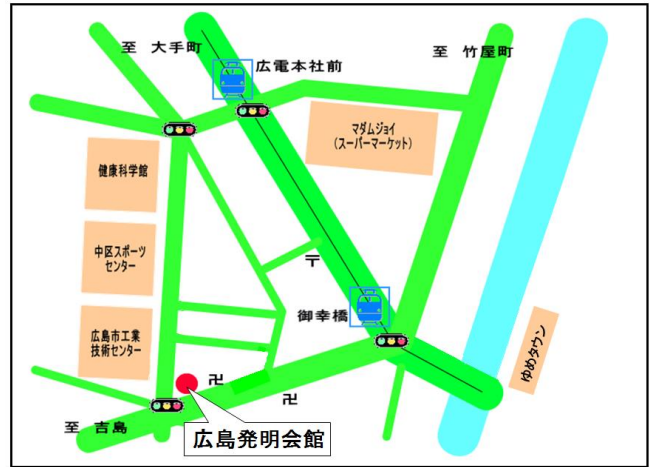 至 大手町
広電本社前
至 竹屋町
マダムジョイ
(スーパーマーケット)
健康科学館
中区スポーツ
センター
〒
御幸橋
広島市工業
技術センター
ゆめタウン
卍
卍
至 吉島
広島発明会館